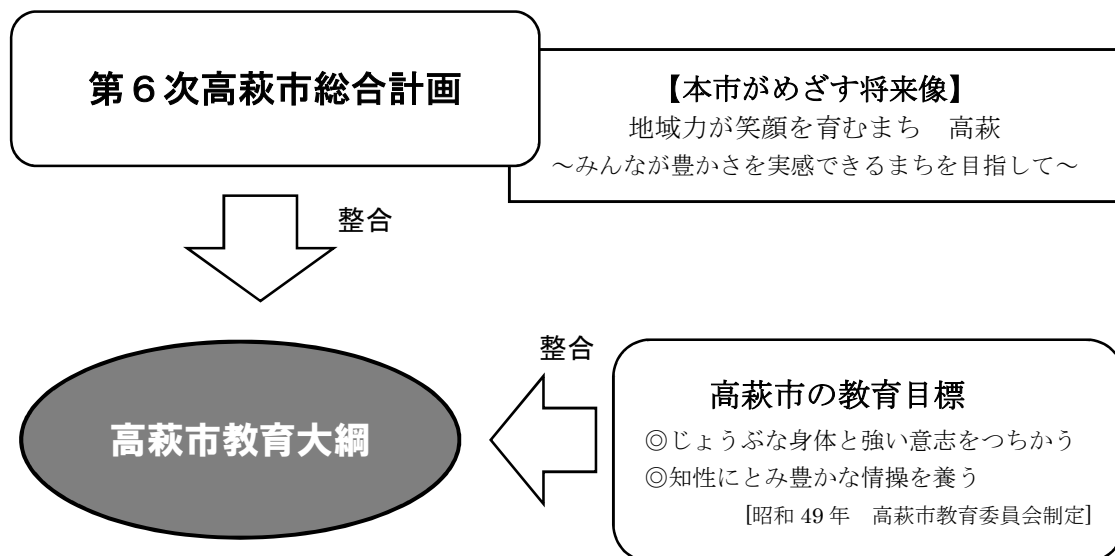 第６次高萩市総合計画
【本市がめざす将来像】
地域力が笑顔を育むまち　高萩
～みんなが豊かさを実感できるまちを目指して～
整合
整合
高萩市教育大綱
高萩市の教育目標
◎じょうぶな身体と強い意志をつちかう
◎知性にとみ豊かな情操を養う
[昭和 49 年　高萩市教育委員会制定]